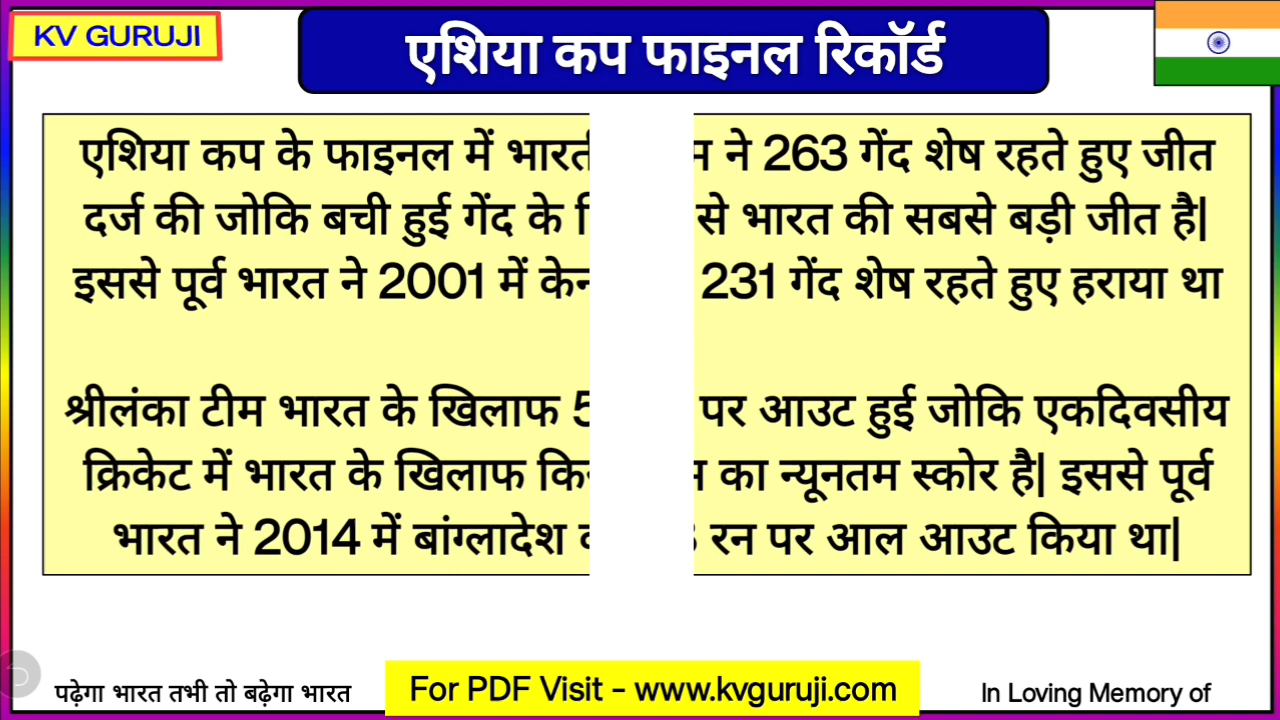 KV GURUJI
एशिया कप फाइनल रिकॉर्ड
एशिया कप के फाइनल में ने 263 गेंद शेष रहते हुए जीत
दर्ज की जोकि बची हुई गेंद के से भारत की सबसे बड़ी जीत है|
इससे पूर्व भारत ने 2001 में 231 गेंद शेष रहते हुए हराया था
श्रीलंका टीम भारत के खिलाफ पर आउट हुई जोकि एकदिवसीय
क्रिकेट में भारत के खिलाफ का न्यूनतम स्कोर है| इससे पूर्व
भारत ने 2014 में बांग्लादेश रन पर आल आउट किया था|
पढ़ेगा भारत तभी तो बढ़ेगा भारत
For PDF Visit - www.kvguruji.com
In Loving Memory of